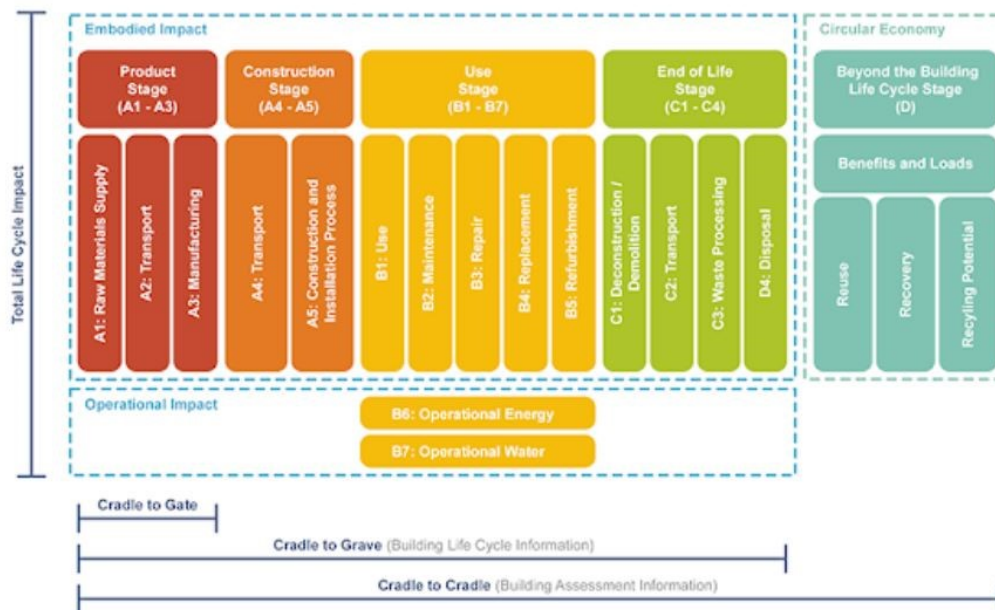 Embodied Impact
Circular Economy
Product
Stage
(A1 - A3)
Construction
Stage
(A4 - A5)
Use
Stage
(B1 - B7)
End of Life
Stage
(C1 - C4)
Beyond the Building
Life Cycle Stage
(D)
Total Life Cycle Impact
A1: Raw Materials Supply
A2: Transport
A3: Manufacturing
A4: Transport
A5: Construction and
Installation Process
B1: Use
B2: Maintenance
B3: Repair
B4: Replacement
B5: Refurbishment
C1: Deconstruction /
Demolition
C2: Transport
C3: Waste Processing
D4: Disposal
Benefits and Loads
Reuse
Recovery
Recyling Potential
Operational Impact
B6: Operational Energy
B7: Operational Water
Cradle to Gate
Cradle to Grave (Building Life Cycle Information)
Cradle to Cradle (Building Assessment Information)